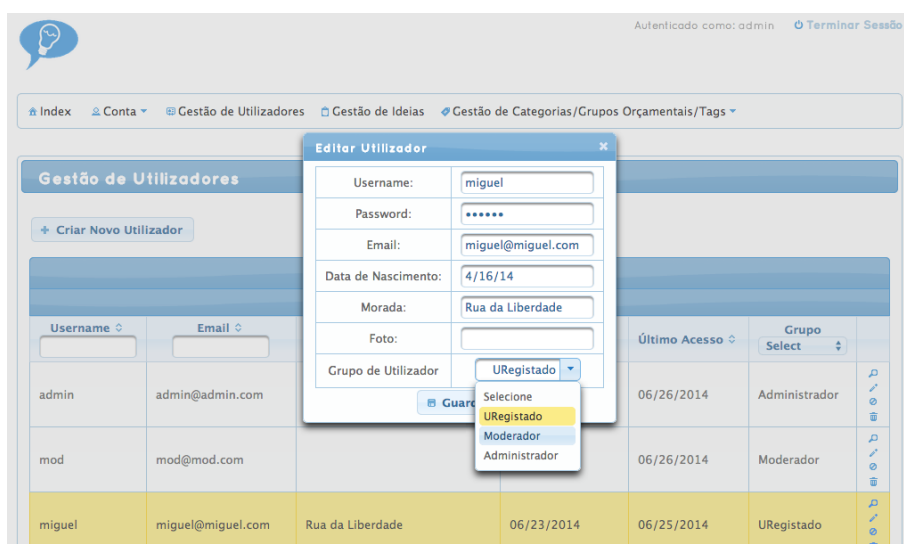 Autenticado como: admin Terminar Sessão
Index Conta Gestão de Utilizadores Gestão de Ideias Gestão de Categorias/Grupos Orçamentais/Tags
Editar Utilizador
Gestão de Utilizadores
Username: miguel
Password: ••••••
Criar Novo Utilizador
Email: miguel@miguel.com
Data de Nascimento: 4/16/14
Morada: Rua da Liberdade
Foto:
Grupo de Utilizador URegistado
Selecione
URegistado
Moderador
Administrador
Username Email Último Acesso Grupo
Select
admin admin@admin.com 06/26/2014 Administrador
mod mod@mod.com 06/26/2014 Moderador
miguel miguel@miguel.com Rua da Liberdade 06/23/2014 06/25/2014 URegistado